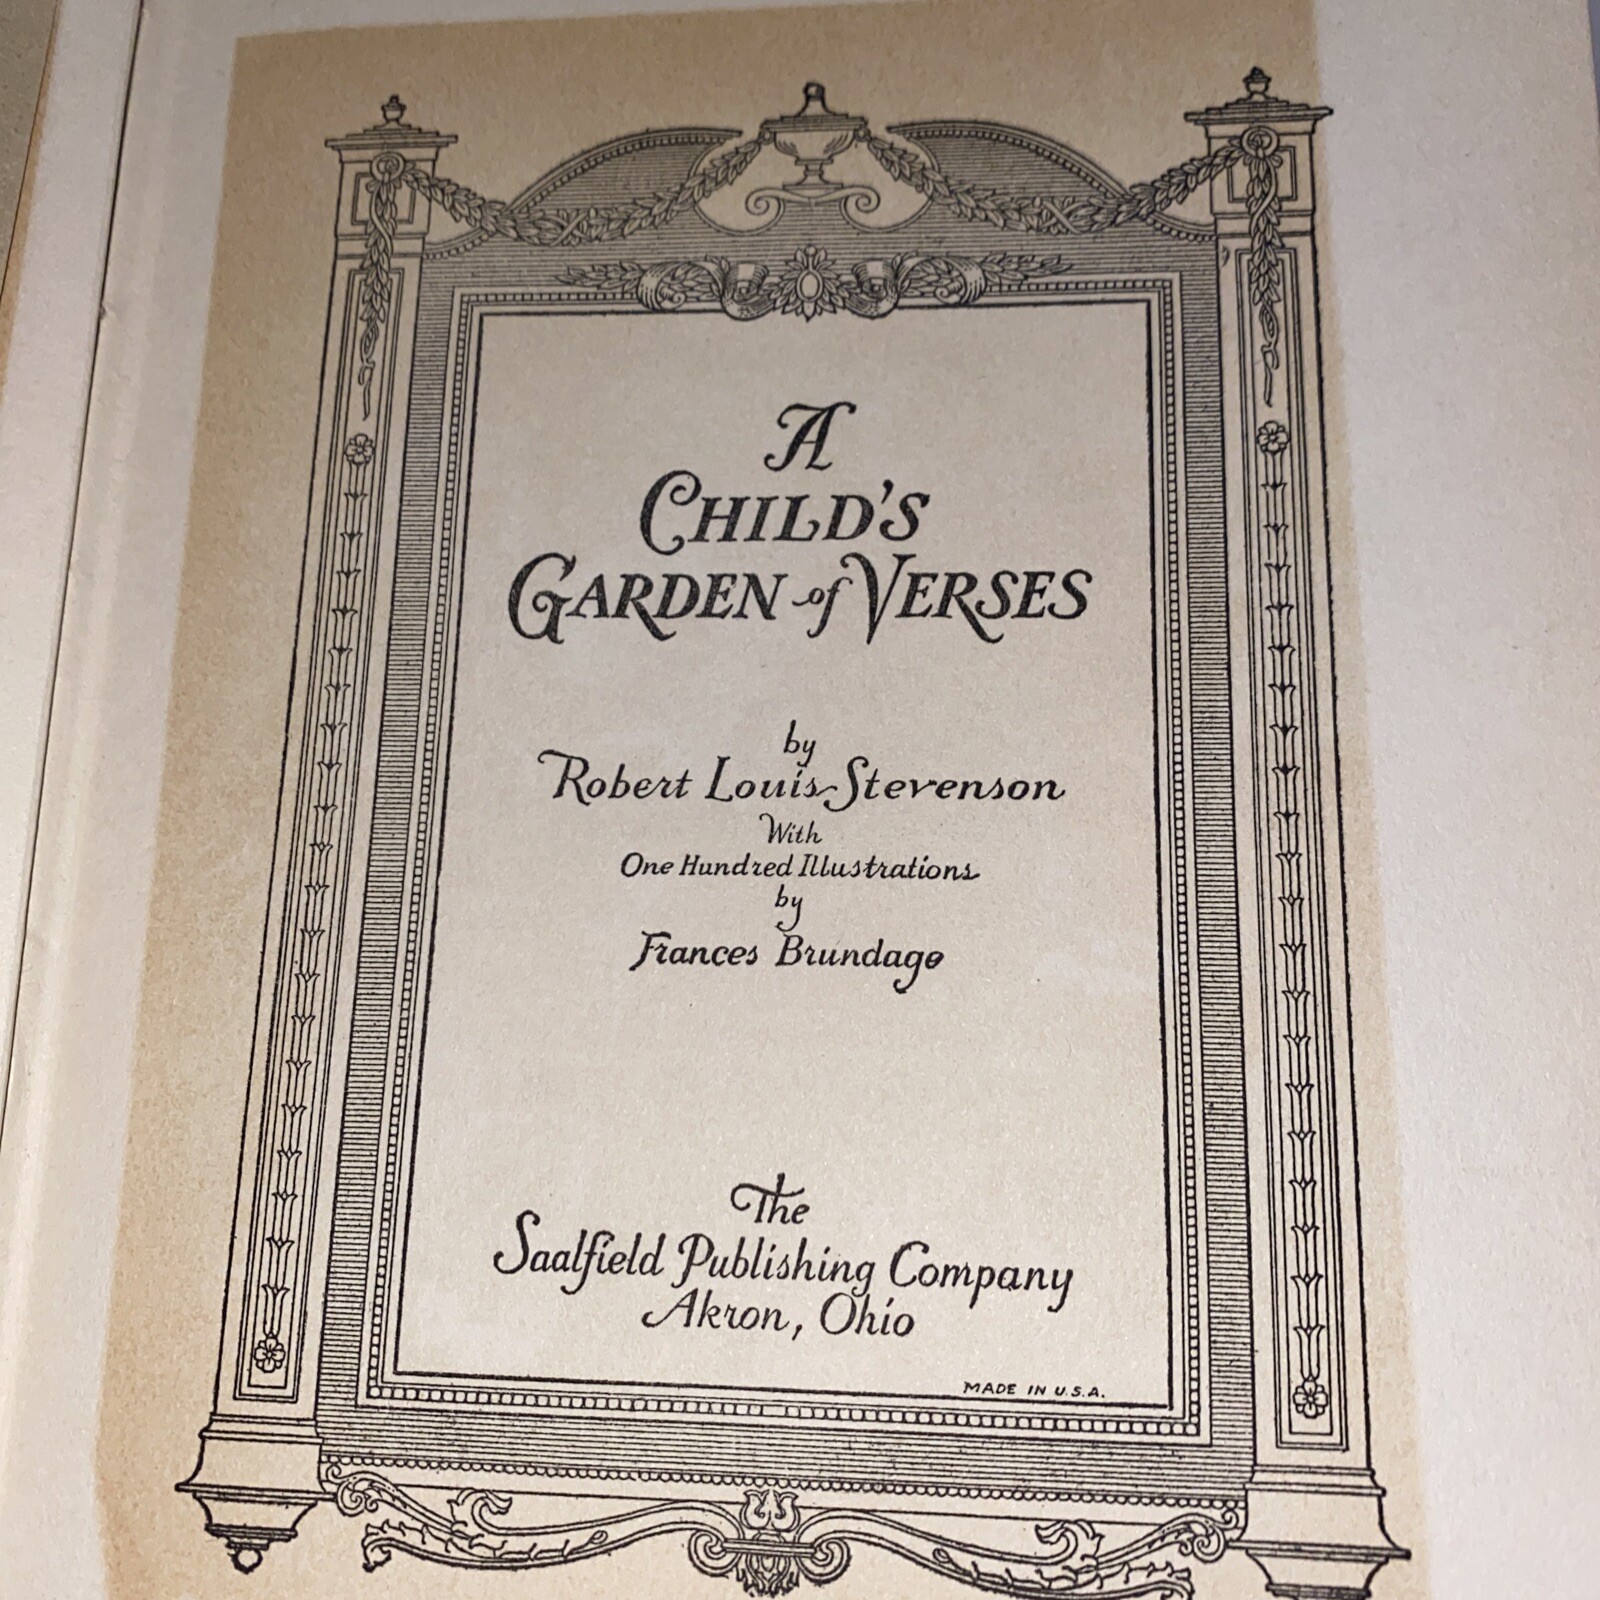 A
CHILD'S
GARDEN of VERSES
by
Robert Louis Stevenson
With
One Hundred Illustrations
by
Frances Brundage
The
Saalfield Publishing Company
Akron, Ohio
MADE IN U.S.A.